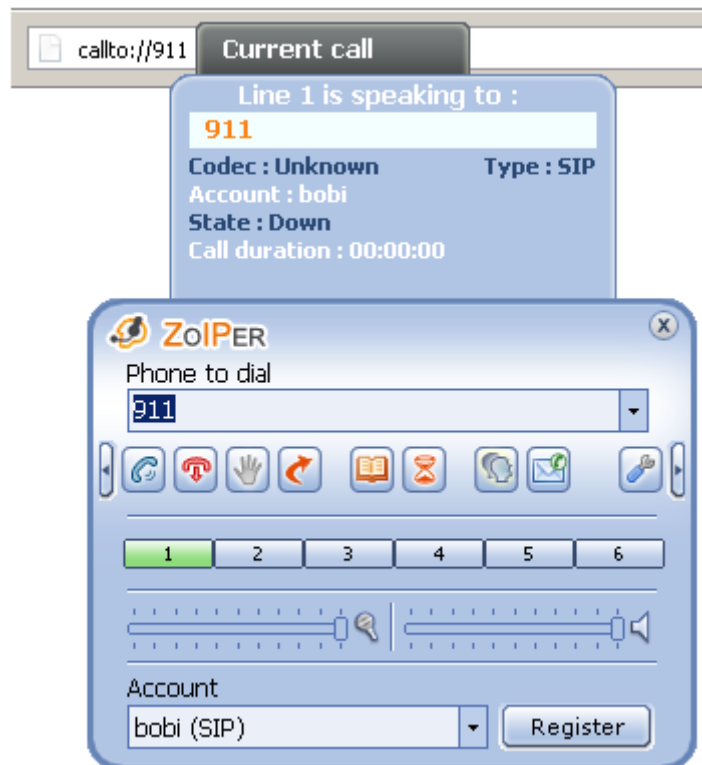 callto://911
Current call
Line 1 is speaking to :
911
Codec : Unknown Type : SIP
Account : bobi
State : Down
Call duration : 00:00:00
ZOIPER
Phone to dial
911
1 2 3 4 5 6
Account
bobi (SIP) Register